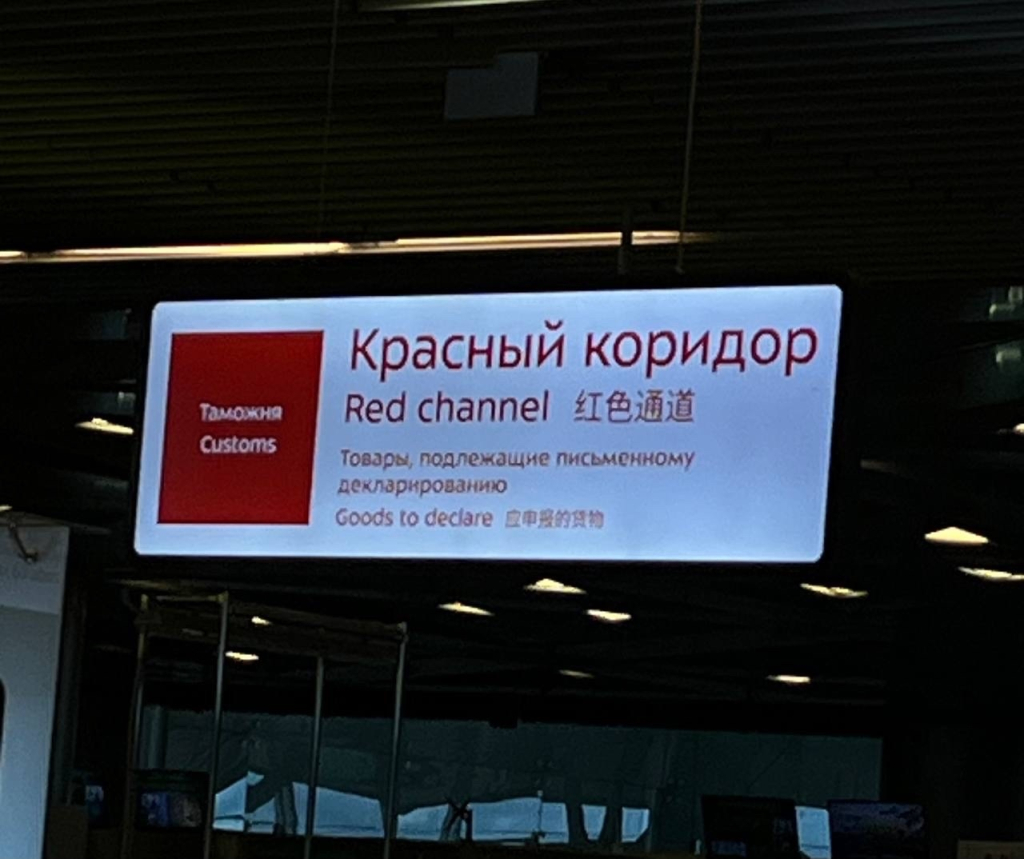 Таможня
Customs
Красный коридор
Red channel 红色通道
Товары, подлежащие письменному
декларированию
Goods to declare 应申报的货物